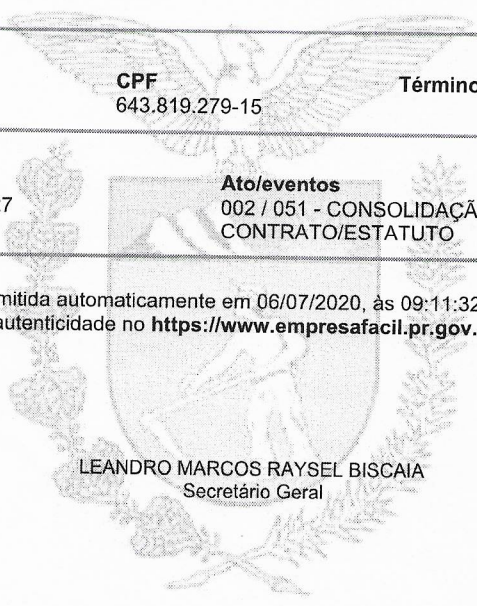 CPF
Término
643.819.279-15
Ato/eventos
7
002 / 051 - CONSOLIDAÇÃ
CONTRATO/ESTATUTO
mitida automaticamente em 06/07/2020, às 09:11:32
autenticidade no https://www.empresafacil.pr.gov.
LEANDRO MARCOS RAYSEL BISCAIA
Secretário Geral